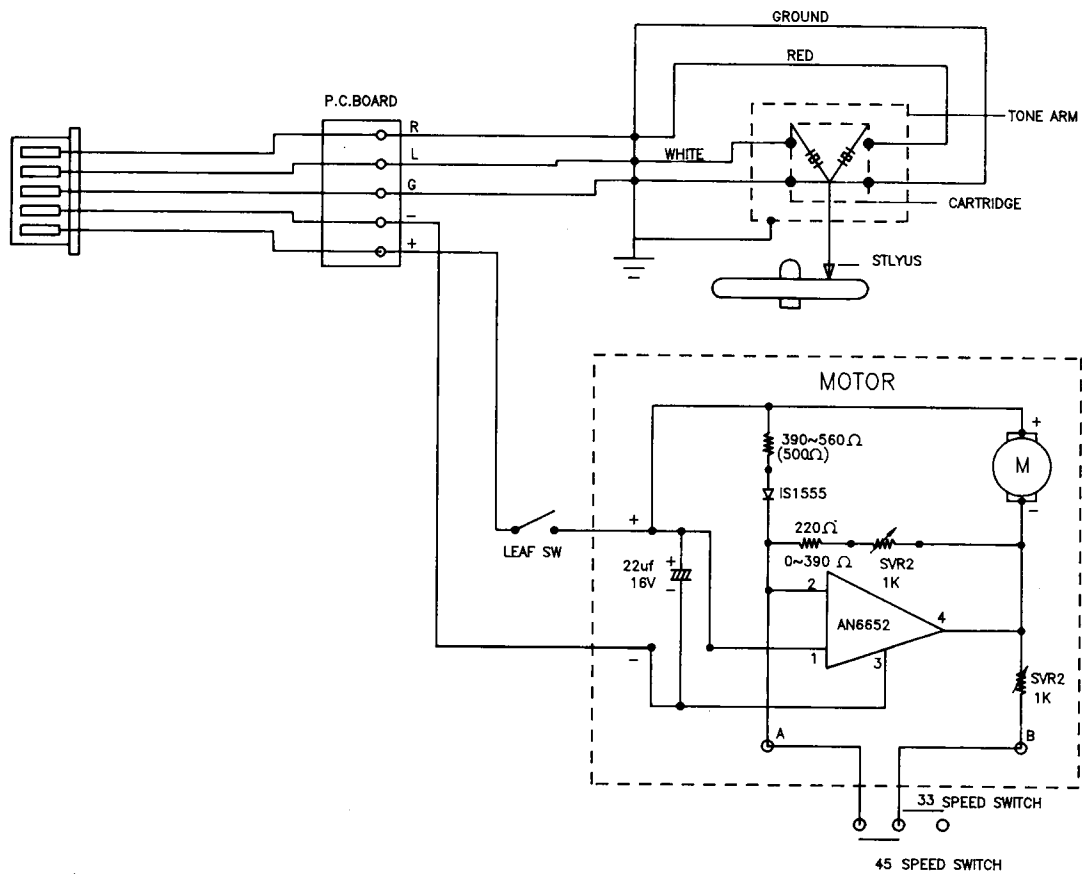 GROUND
RED
P.C.BOARD
TONE ARM
R
L
WHITE
G
CARTRIDGE
-
+
STLYUS
MOTOR
+
390~560Ω
(500Ω)
M
IS1555
-
220Ω
+
LEAF SW
0~390 Ω
SVR2
1K
22uf
16V
+
-
2
AN6652
4
1
3
-
SVR2
1K
A
B
33 SPEED SWITCH
45 SPEED SWITCH